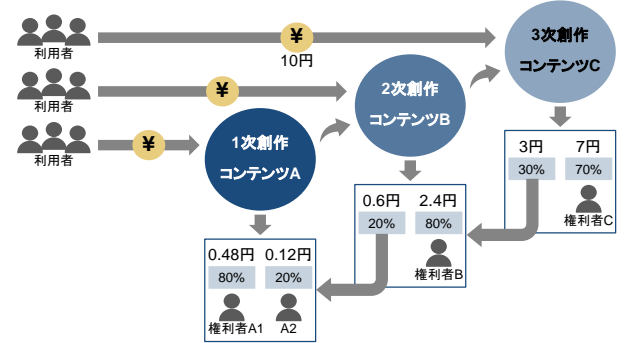 利用者
¥
10円
3次創作
コンテンツC
利用者
¥
2次創作
コンテンツB
利用者
¥
1次創作
コンテンツA
3円 7円
30% 70%
権利者C
0.6円 2.4円
20% 80%
権利者B
0.48円 0.12円
80% 20%
権利者A1 A2